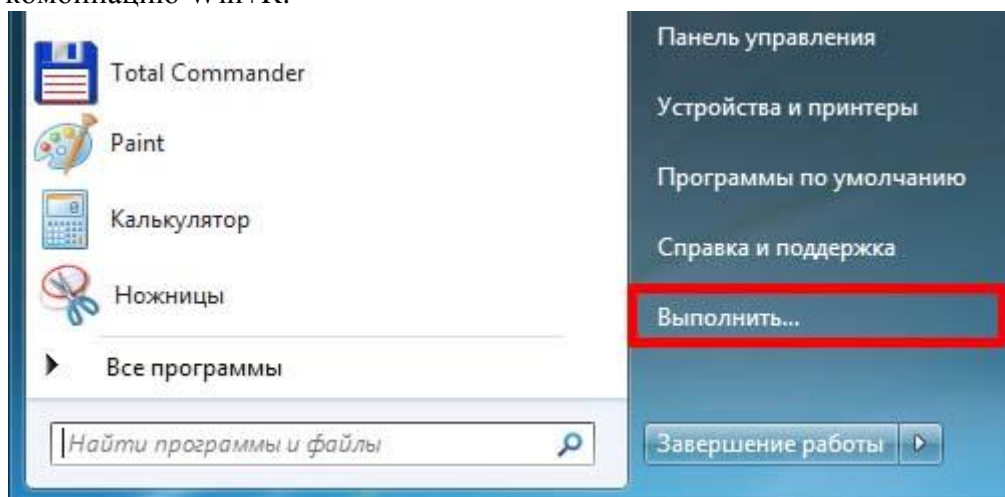 комбинацию Win+R.
Total Commander
Paint
Калькулятор
Ножницы
Все программы
Найти программы и файлы
Панель управления
Устройства и принтеры
Программы по умолчанию
Справка и поддержка
Выполнить...
Завершение работы